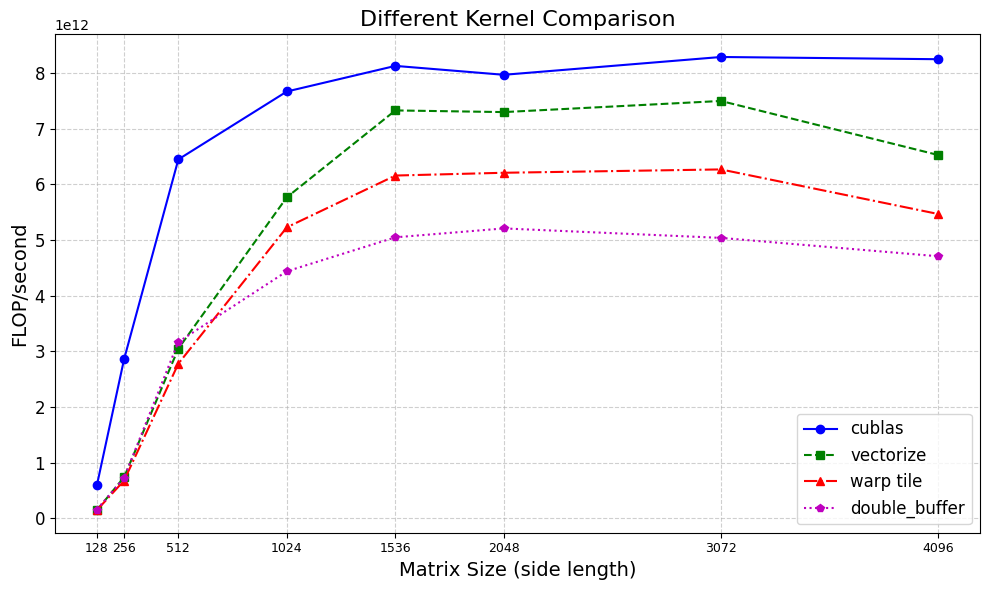 Different Kernel Comparison
1e12
8
7
6
5
4
3
2
1
0
FLOP/second
128 256 512 1024 1536 2048 3072 4096
Matrix Size (side length)
cublas
vectorize
warp tile
double_buffer